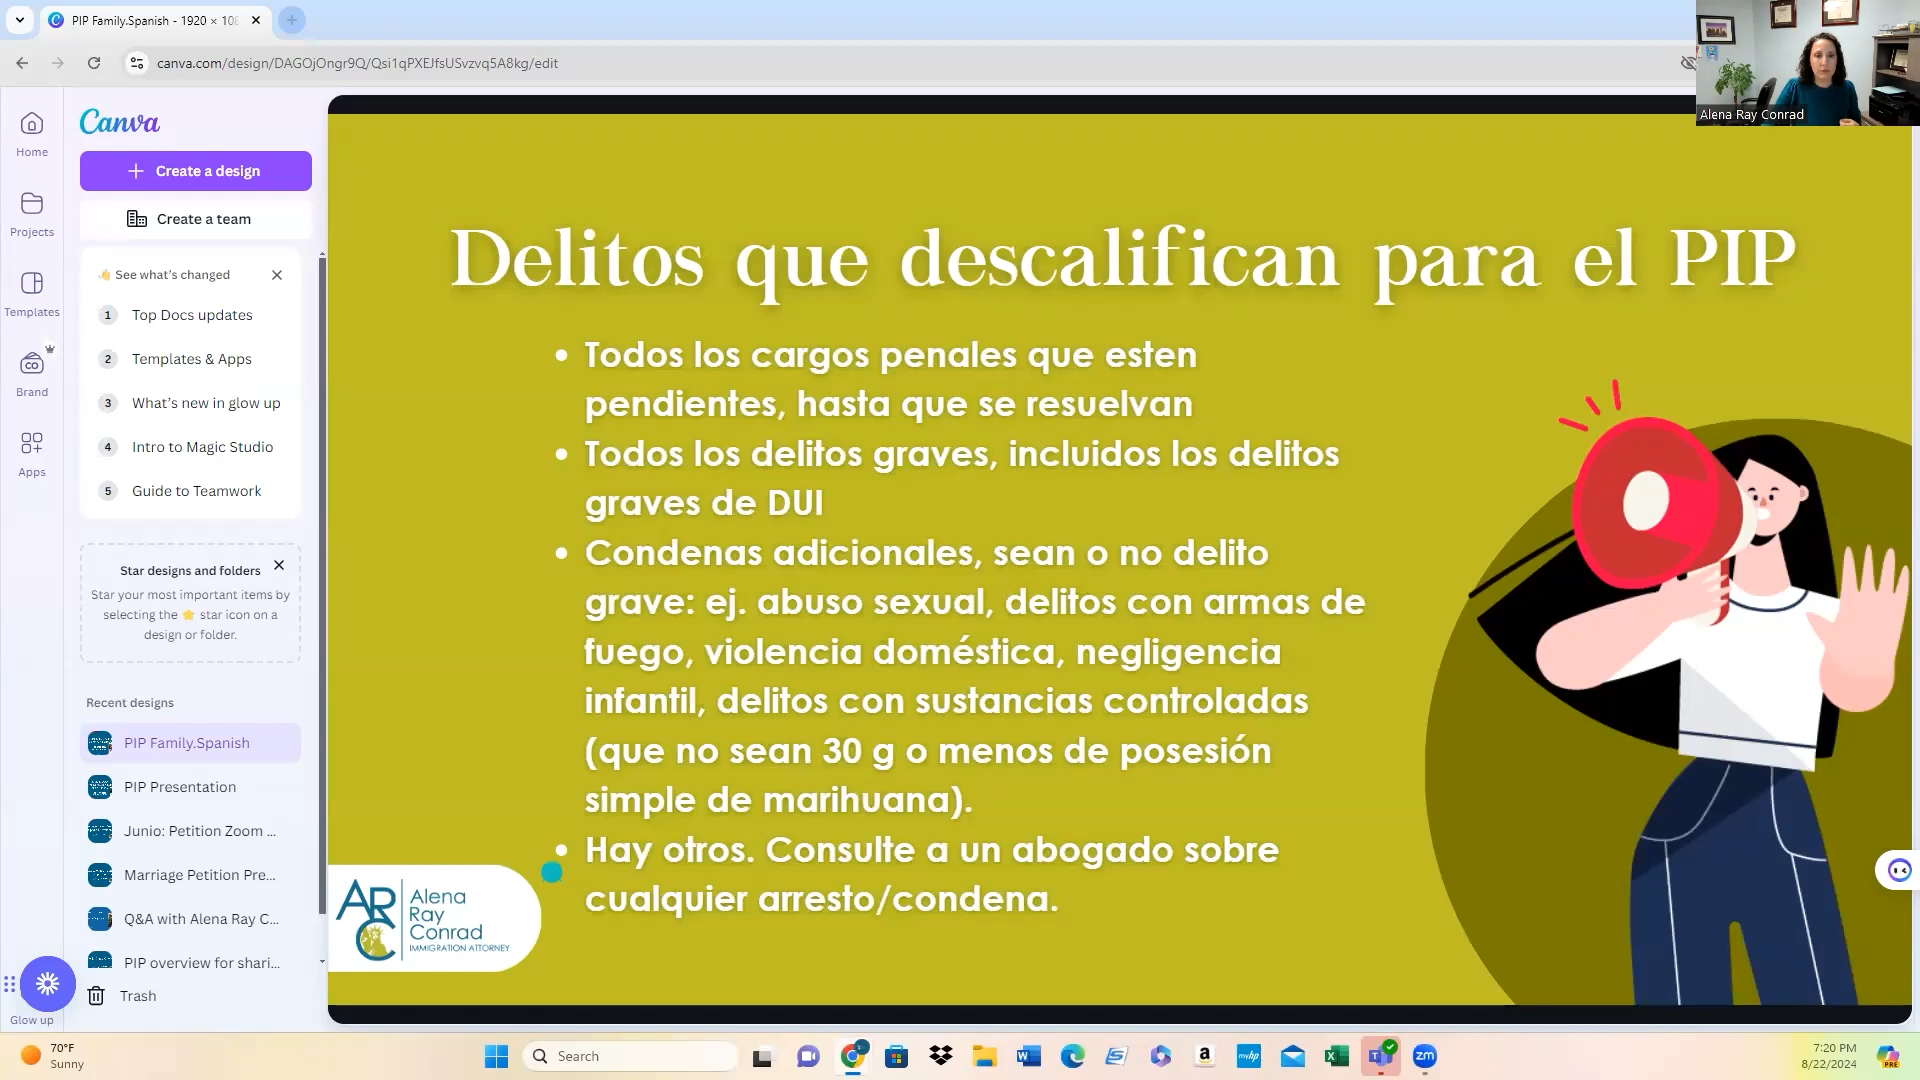 PIP Family.Spanish - 1920 × 108
canva.com/design/DAGOjOngr9Q/Qsi1qPXEJfsUSvzvq5A8kg/edit
Alena Ray Conrad
Home
Projects
Templates
Brand
Apps
Glow up
Canva
Create a design
Create a team
See what's changed
1 Top Docs updates
2 Templates & Apps
3 What's new in glow up
4 Intro to Magic Studio
5 Guide to Teamwork
Star designs and folders
Star your most important items by
selecting the ⭐ star icon on a
design or folder.
Recent designs
PIP Family.Spanish
PIP Presentation
Junio: Petition Zoom ...
Marriage Petition Pre...
Q&A with Alena Ray C...
PIP overview for shari...
Trash
Delitos que descalifican para el PIP
• Todos los cargos penales que esten
pendientes, hasta que se resuelvan
• Todos los delitos graves, incluidos los delitos
graves de DUI
• Condenas adicionales, sean o no delito
grave: ej. abuso sexual, delitos con armas de
fuego, violencia doméstica, negligencia
infantil, delitos con sustancias controladas
(que no sean 30 g o menos de posesión
simple de marihuana).
• Hay otros. Consulte a un abogado sobre
cualquier arresto/condena.
ARC
Alena
Ray
Conrad
IMMIGRATION ATTORNEY
70°F
Sunny
Search
7:20 PM
8/22/2024